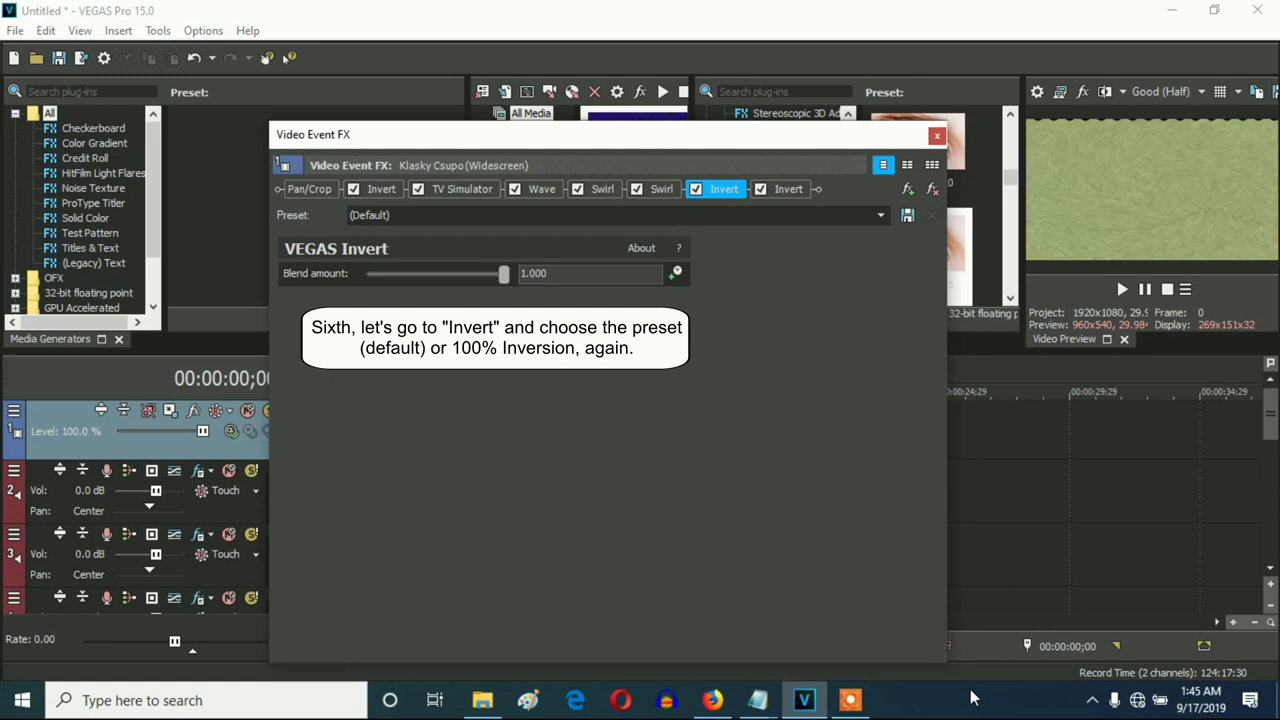 Untitled * - VEGAS Pro 15.0
File Edit View Insert Tools Options Help
Search plug-ins
Preset:
All
Checkerboard
Color Gradient
Credit Roll
HitFilm Light Flares
Noise Texture
ProType Titler
Solid Color
Test Pattern
Titles & Text
(Legacy) Text
OFX
32-bit floating point
GPU Accelerated
Media Generators
All Media
Search plug-ins
Preset:
Stereoscopic 3D Ad
32-bit floating p
Good (Half)
Project: 1920x1080, 29.9 Frame: 0
Preview: 960x540, 29.98 Display: 269x151x32
Video Preview
Video Event FX
Video Event FX: Klasky Csupo (Widescreen)
Pan/Crop Invert TV Simulator Wave Swirl Swirl Invert Invert
Preset: (Default)
VEGAS Invert About ?
Blend amount: 1.000
Sixth, let's go to "Invert" and choose the preset
(default) or 100% Inversion, again.
00:00:00;00
0:00:24;29 00:00:29;29 00:00:34;29
1
Level: 100.0 %
2
Vol: 0.0 dB Touch
Pan: Center
3
Vol: 0.0 dB Touch
Pan: Center
Rate: 0.00
00:00:00;00
Record Time (2 channels): 124:17:30
Type here to search
1:45 AM
9/17/2019